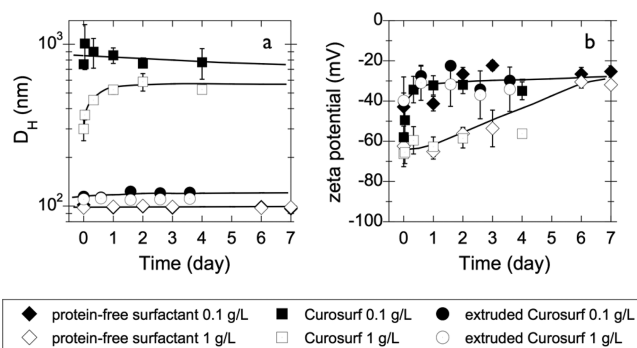 10³
10²
D_H (nm)
a
0 1 2 3 4 5 6 7
Time (day)
0
-20
-40
-60
-80
-100
zeta potential (mV)
b
0 1 2 3 4 5 6 7
Time (day)
protein-free surfactant 0.1 g/L Curosurf 0.1 g/L extruded Curosurf 0.1 g/L
protein-free surfactant 1 g/L Curosurf 1 g/L extruded Curosurf 1 g/L